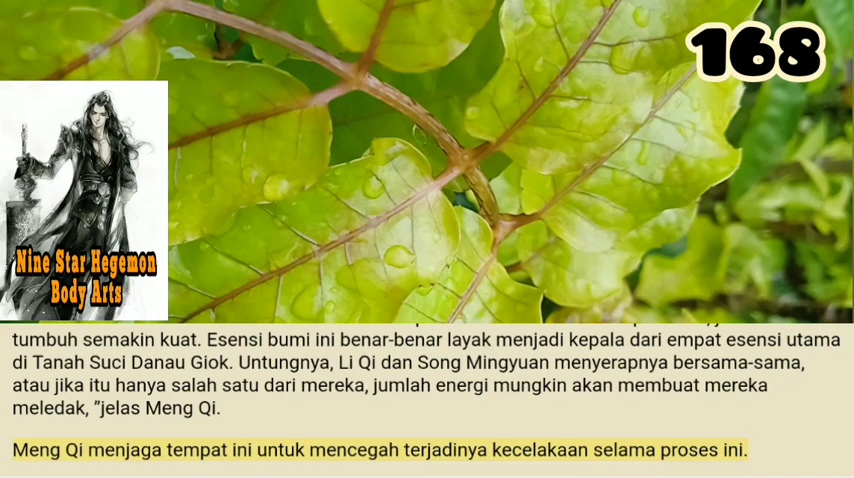 168
Nine Star Hegemon
Body Arts
tumbuh semakin kuat. Esensi bumi ini benar-benar layak menjadi kepala dari empat esensi utama
di Tanah Suci Danau Giok. Untungnya, Li Qi dan Song Mingyuan menyerapnya bersama-sama,
atau jika itu hanya salah satu dari mereka, jumlah energi mungkin akan membuat mereka
meledak, ”jelas Meng Qi.
Meng Qi menjaga tempat ini untuk mencegah terjadinya kecelakaan selama proses ini.